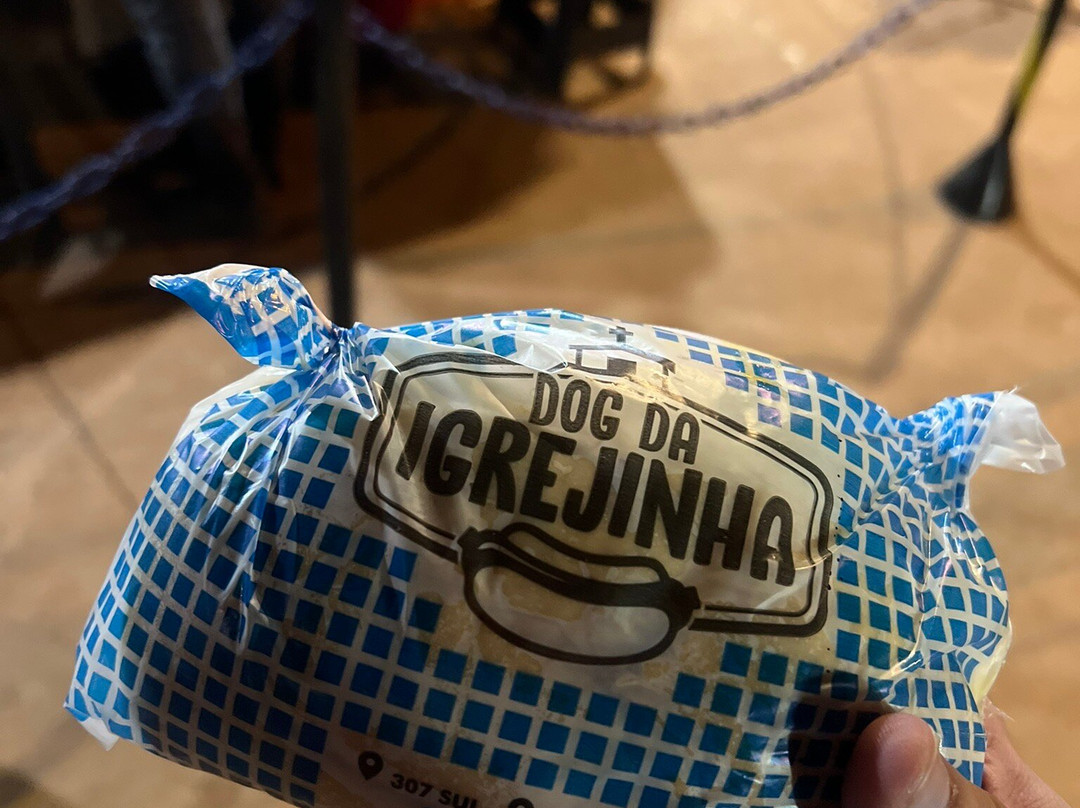 DOG DA
IGREJINHA
307 SUL